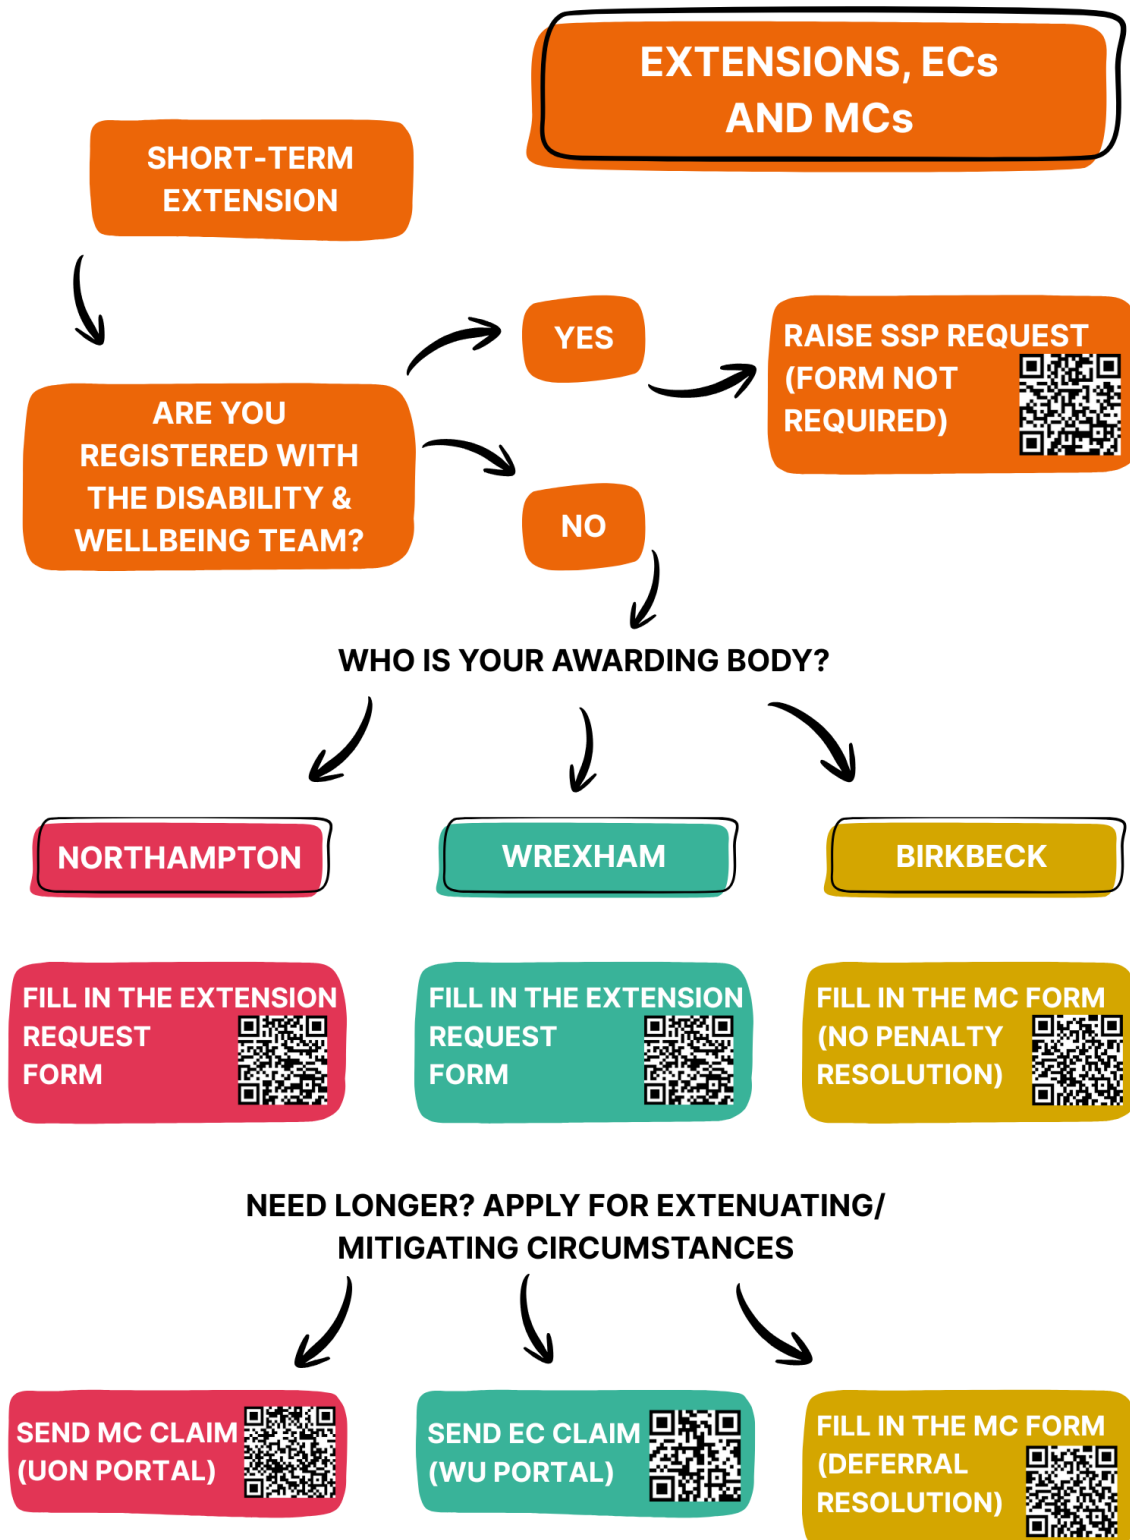 EXTENSIONS, ECs
AND MCs
SHORT-TERM
EXTENSION
ARE YOU
REGISTERED WITH
THE DISABILITY &
WELLBEING TEAM?
YES
RAISE SSP REQUEST
(FORM NOT
REQUIRED)
NO
WHO IS YOUR AWARDING BODY?
NORTHAMPTON
WREXHAM
BIRKBECK
FILL IN THE EXTENSION
REQUEST
FORM
FILL IN THE EXTENSION
REQUEST
FORM
FILL IN THE MC FORM
(NO PENALTY
RESOLUTION)
NEED LONGER? APPLY FOR EXTENUATING/
MITIGATING CIRCUMSTANCES
SEND MC CLAIM
(UON PORTAL)
SEND EC CLAIM
(WU PORTAL)
FILL IN THE MC FORM
(DEFERRAL
RESOLUTION)